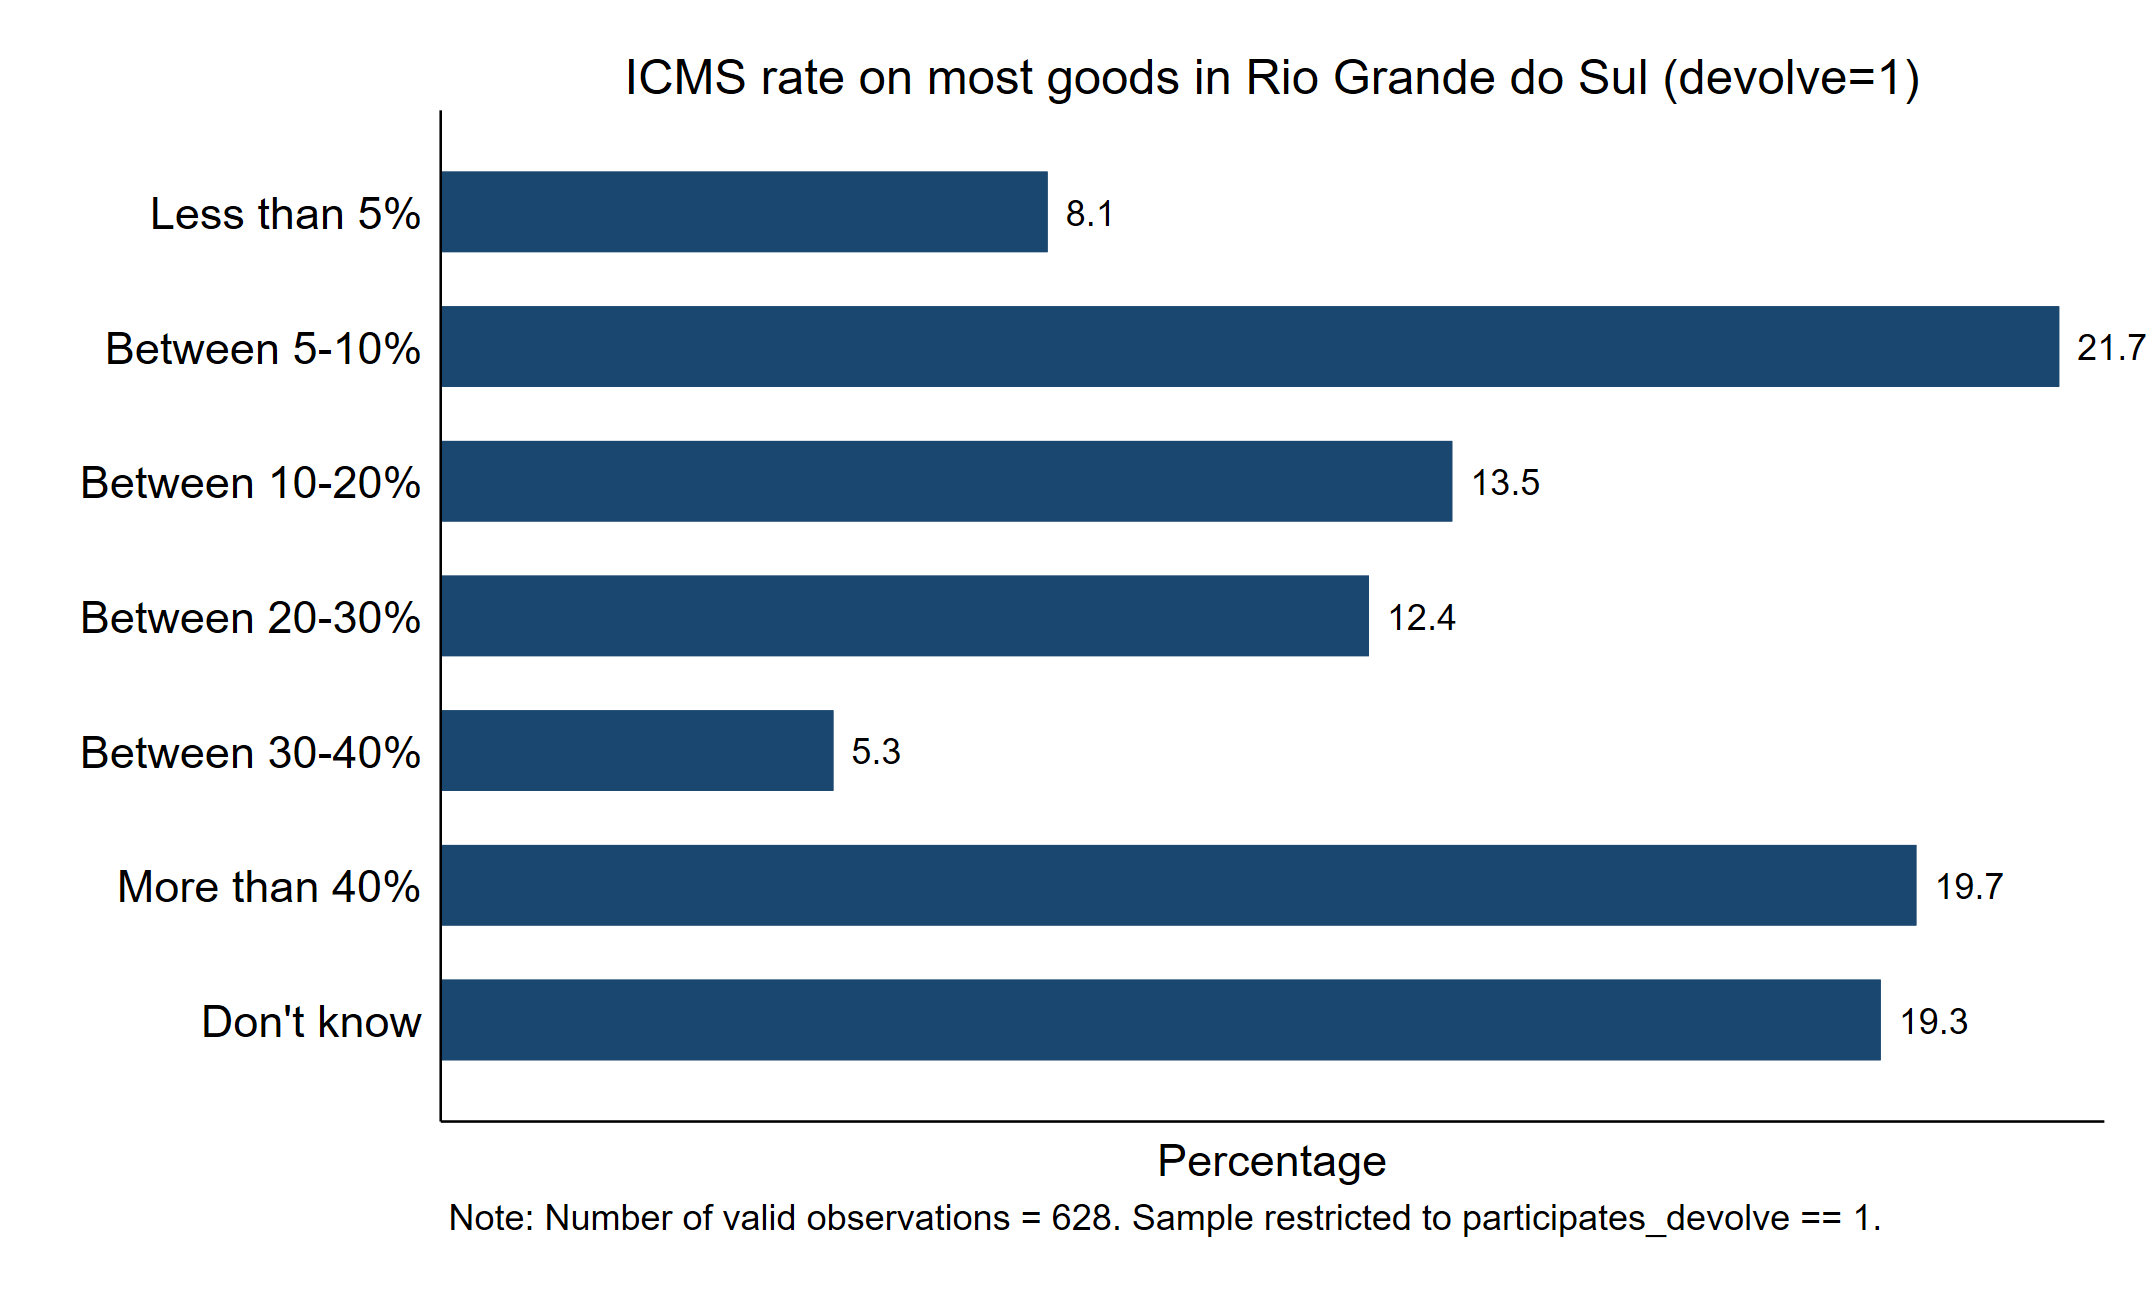 ICMS rate on most goods in Rio Grande do Sul (devolve=1)
Less than 5% 8.1
Between 5-10% 21.7
Between 10-20% 13.5
Between 20-30% 12.4
Between 30-40% 5.3
More than 40% 19.7
Don't know 19.3
Percentage
Note: Number of valid observations = 628. Sample restricted to participates_devolve == 1.